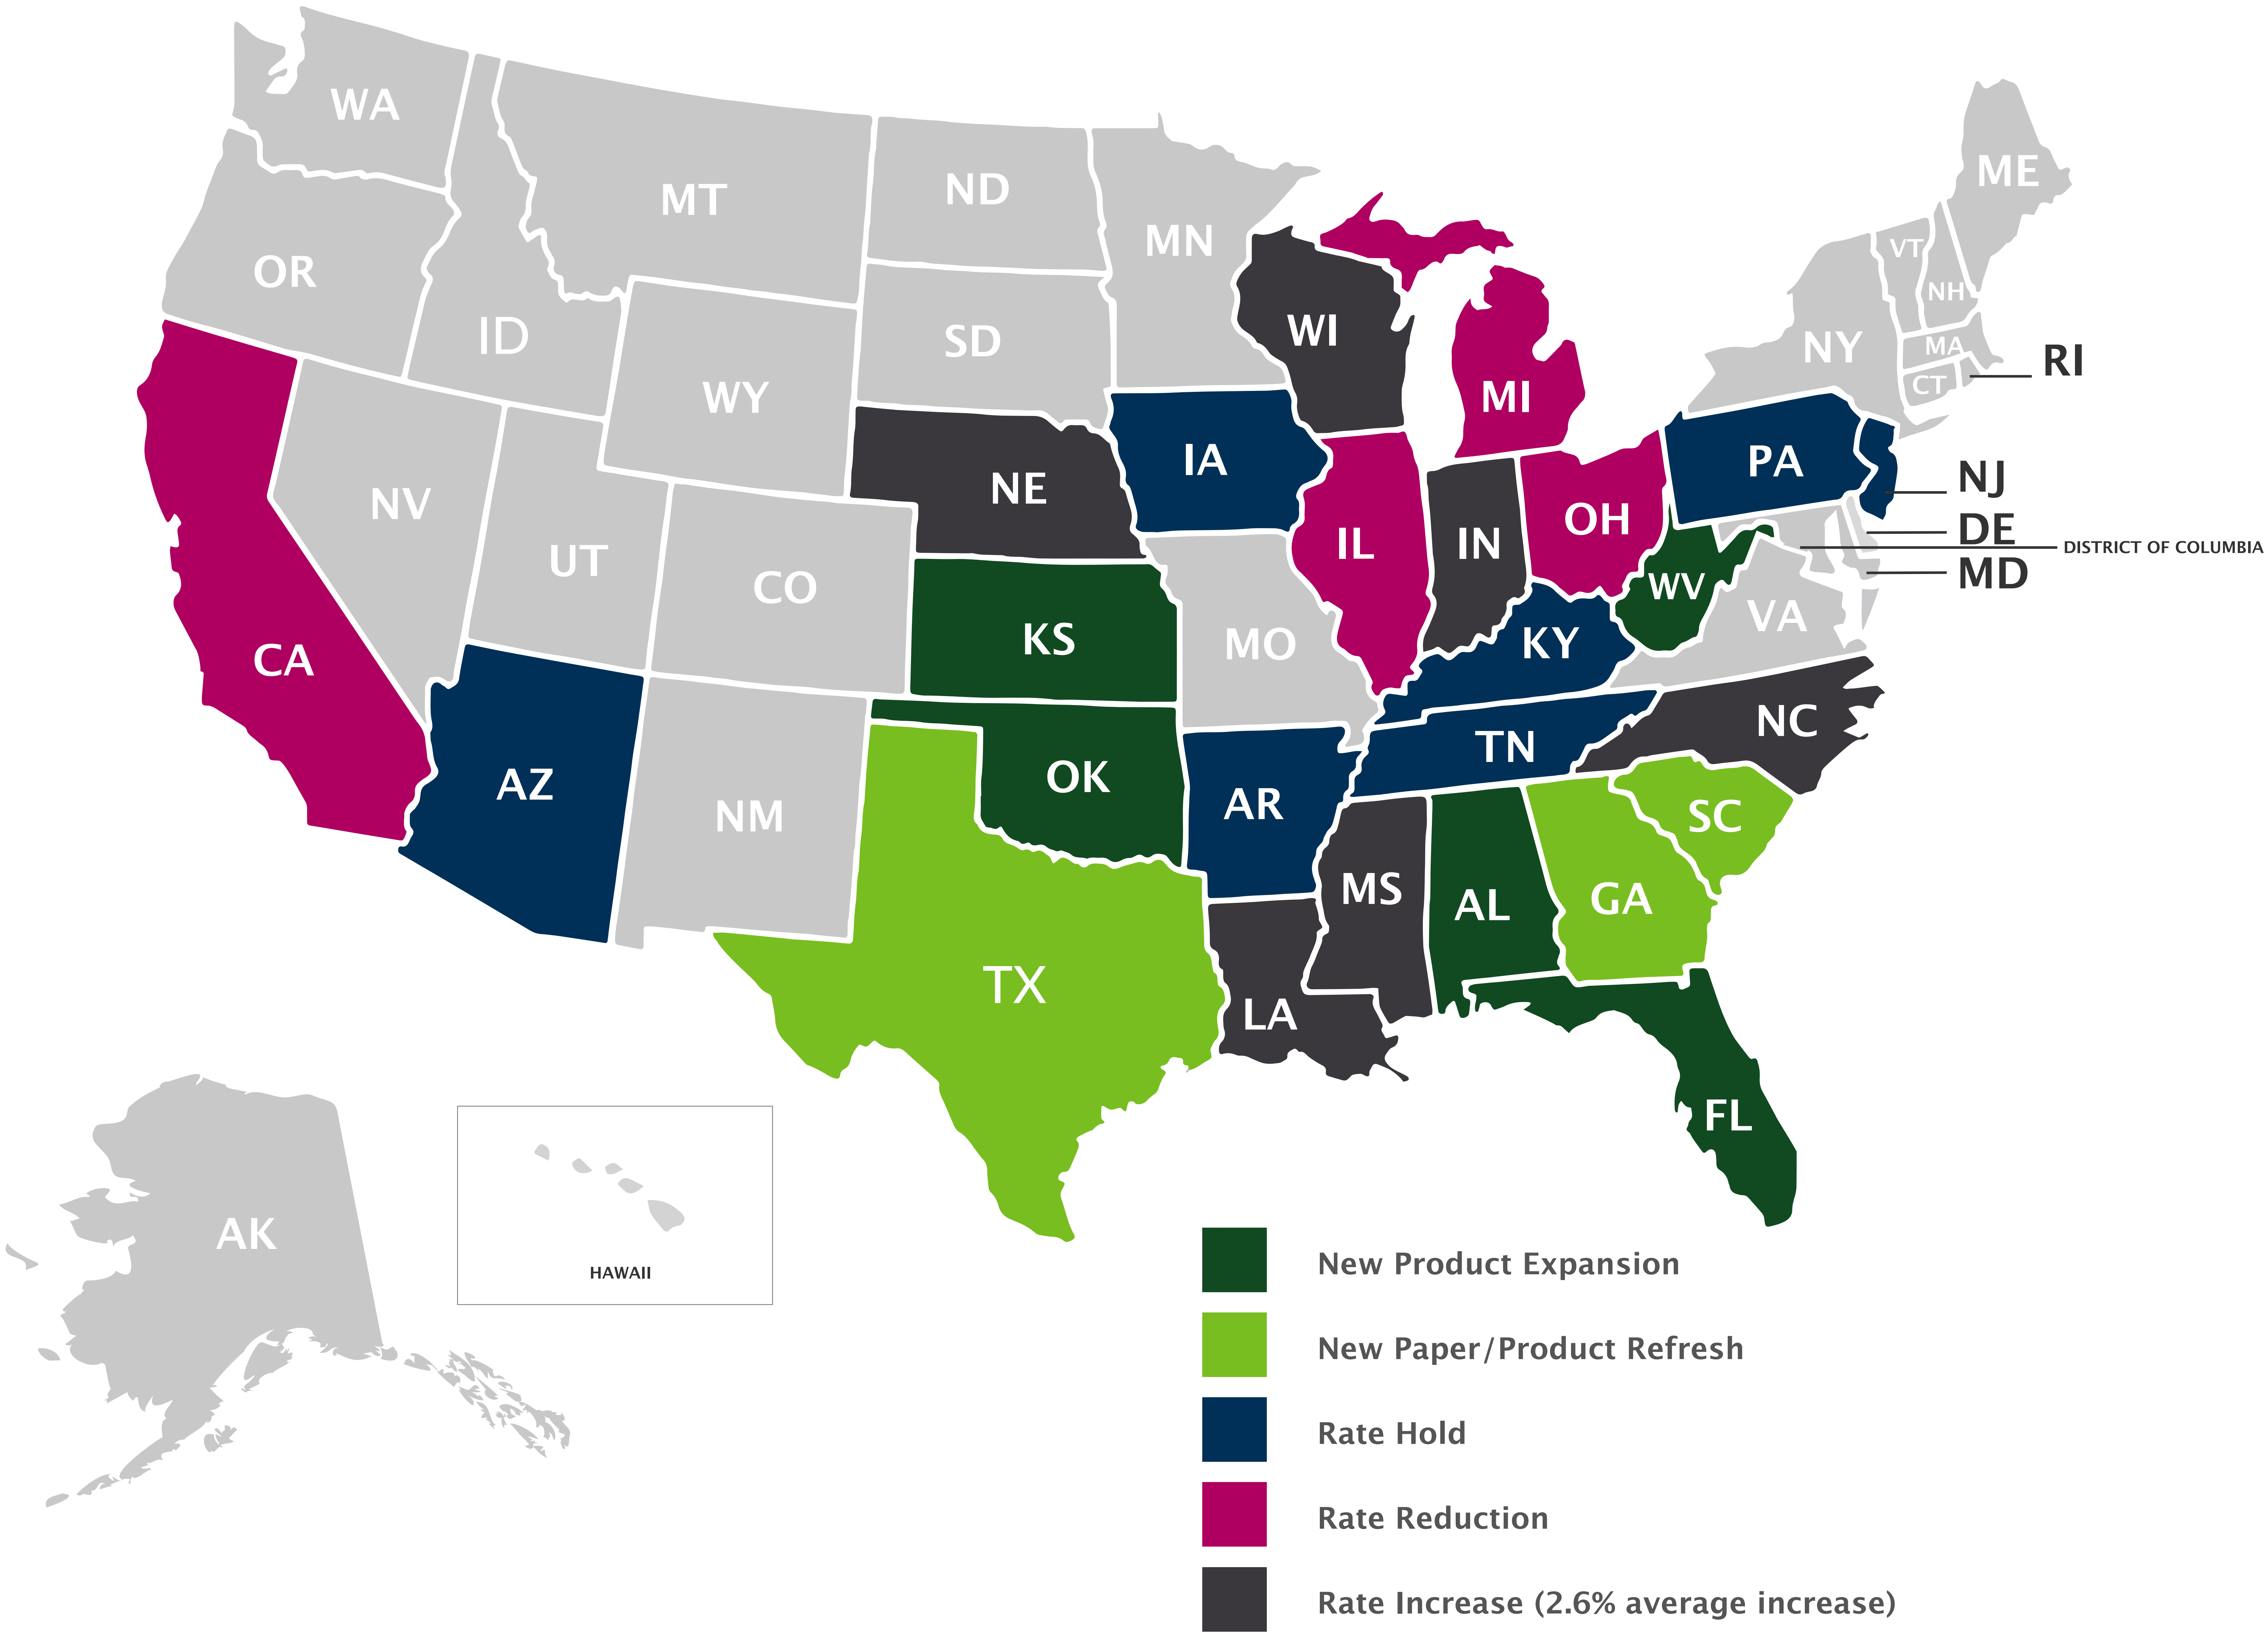 WA
MT
ND
MN
ME
VT
NH
OR
ID
SD
WI
NY
MA
RI
WY
MI
CT
NE
IA
PA
NJ
NV
UT
CO
IL
IN
OH
DE
DISTRICT OF COLUMBIA
MD
WV
VA
CA
KS
MO
KY
NC
AZ
NM
OK
AR
TN
SC
MS
AL
GA
TX
LA
FL
AK
HAWAII
New Product Expansion
New Paper/Product Refresh
Rate Hold
Rate Reduction
Rate Increase (2.6% average increase)